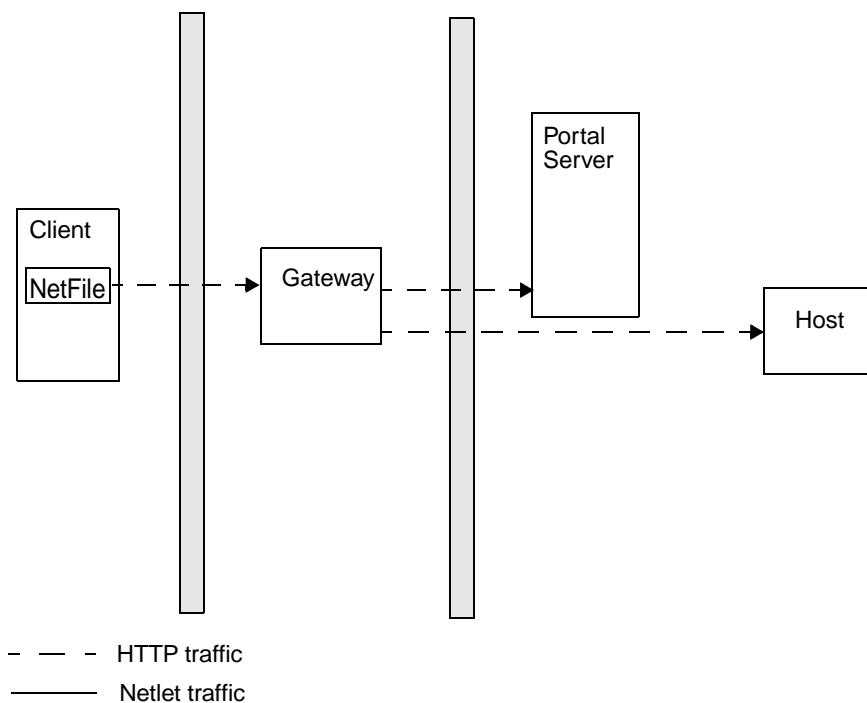 Portal
Server
Client
NetFile
Gateway
Host
HTTP traffic
Netlet traffic